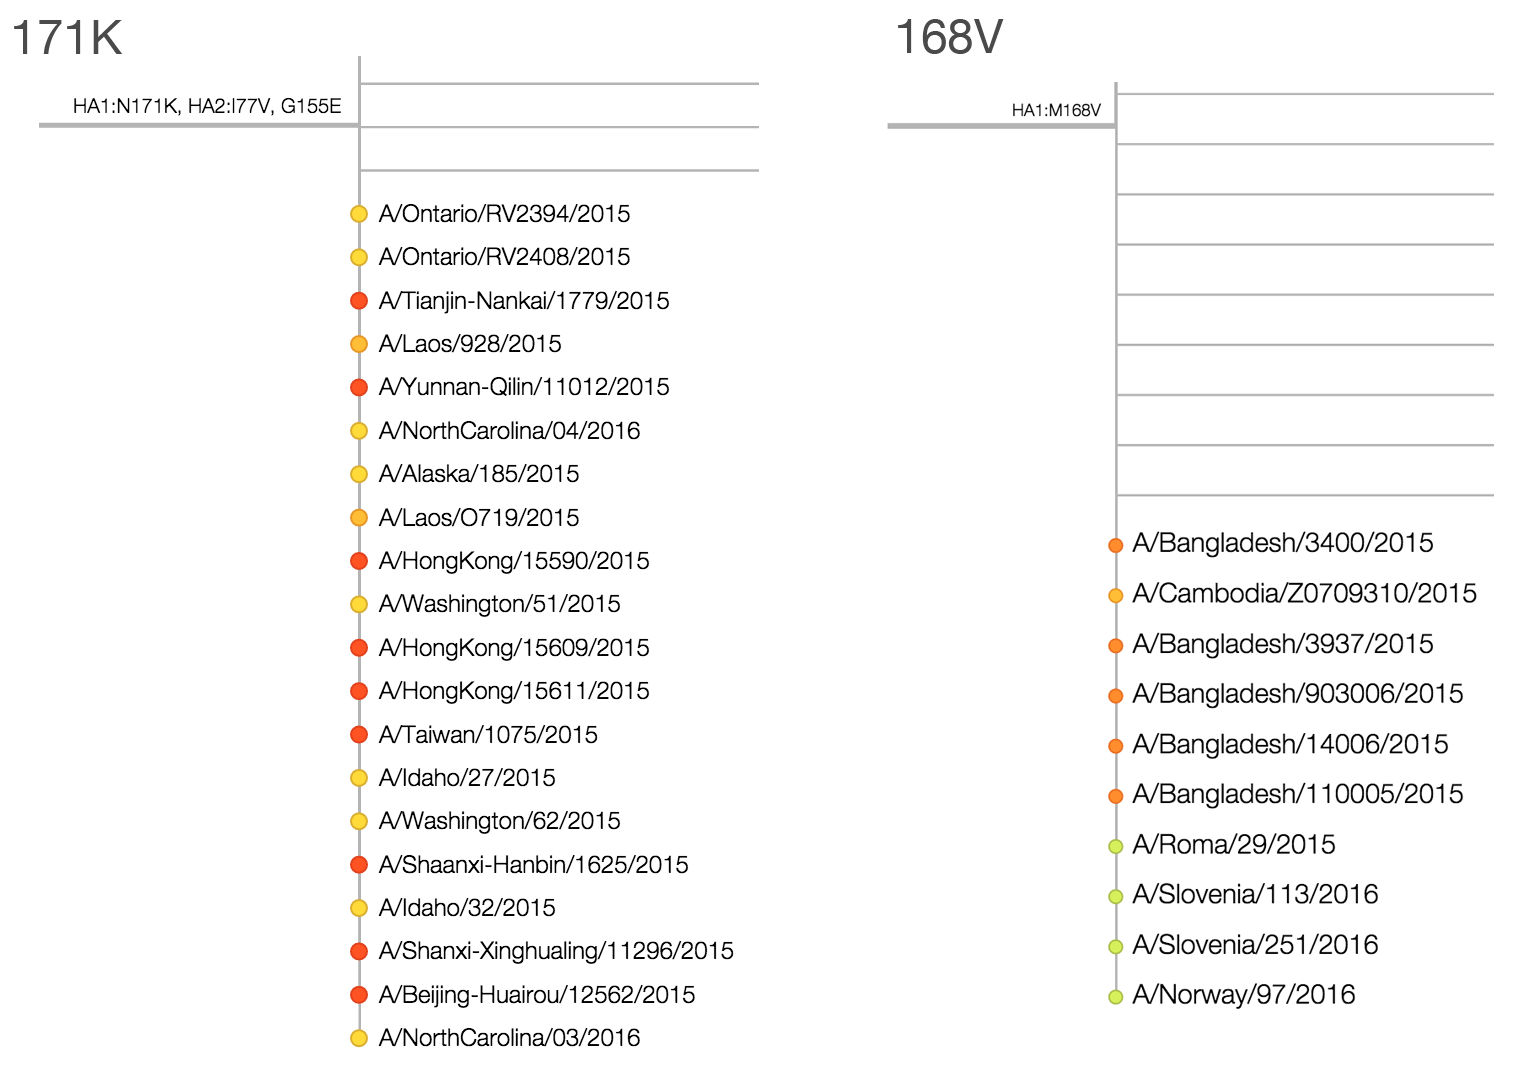 171K
HA1:N171K, HA2:I77V, G155E
A/Ontario/RV2394/2015
A/Ontario/RV2408/2015
A/Tianjin-Nankai/1779/2015
A/Laos/928/2015
A/Yunnan-Qilin/11012/2015
A/NorthCarolina/04/2016
A/Alaska/185/2015
A/Laos/O719/2015
A/HongKong/15590/2015
A/Washington/51/2015
A/HongKong/15609/2015
A/HongKong/15611/2015
A/Taiwan/1075/2015
A/Idaho/27/2015
A/Washington/62/2015
A/Shaanxi-Hanbin/1625/2015
A/Idaho/32/2015
A/Shanxi-Xinghualing/11296/2015
A/Beijing-Huairou/12562/2015
A/NorthCarolina/03/2016
168V
HA1:M168V
A/Bangladesh/3400/2015
A/Cambodia/Z0709310/2015
A/Bangladesh/3937/2015
A/Bangladesh/903006/2015
A/Bangladesh/14006/2015
A/Bangladesh/110005/2015
A/Roma/29/2015
A/Slovenia/113/2016
A/Slovenia/251/2016
A/Norway/97/2016